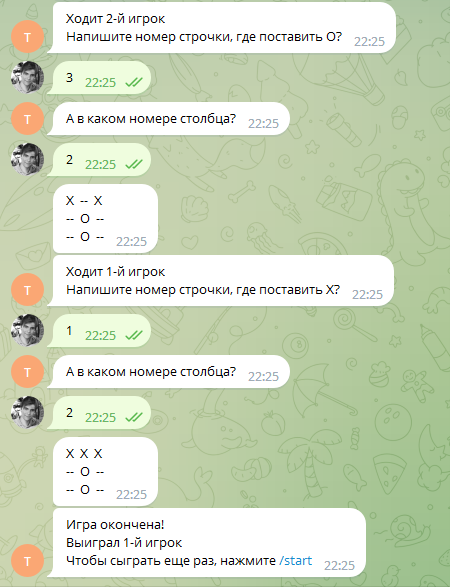 Ходит 2-й игрок
Напишите номер строчки, где поставить О? 22:25
Т
3 22:25
А в каком номере столбца? 22:25
Т
2 22:25
X -- X
-- O --
-- O -- 22:25
Ходит 1-й игрок
Напишите номер строчки, где поставить Х? 22:25
Т
1 22:25
А в каком номере столбца? 22:25
Т
2 22:25
X X X
-- O --
-- O -- 22:25
Игра окончена!
Выиграл 1-й игрок
Чтобы сыграть еще раз, нажмите /start 22:25
Т